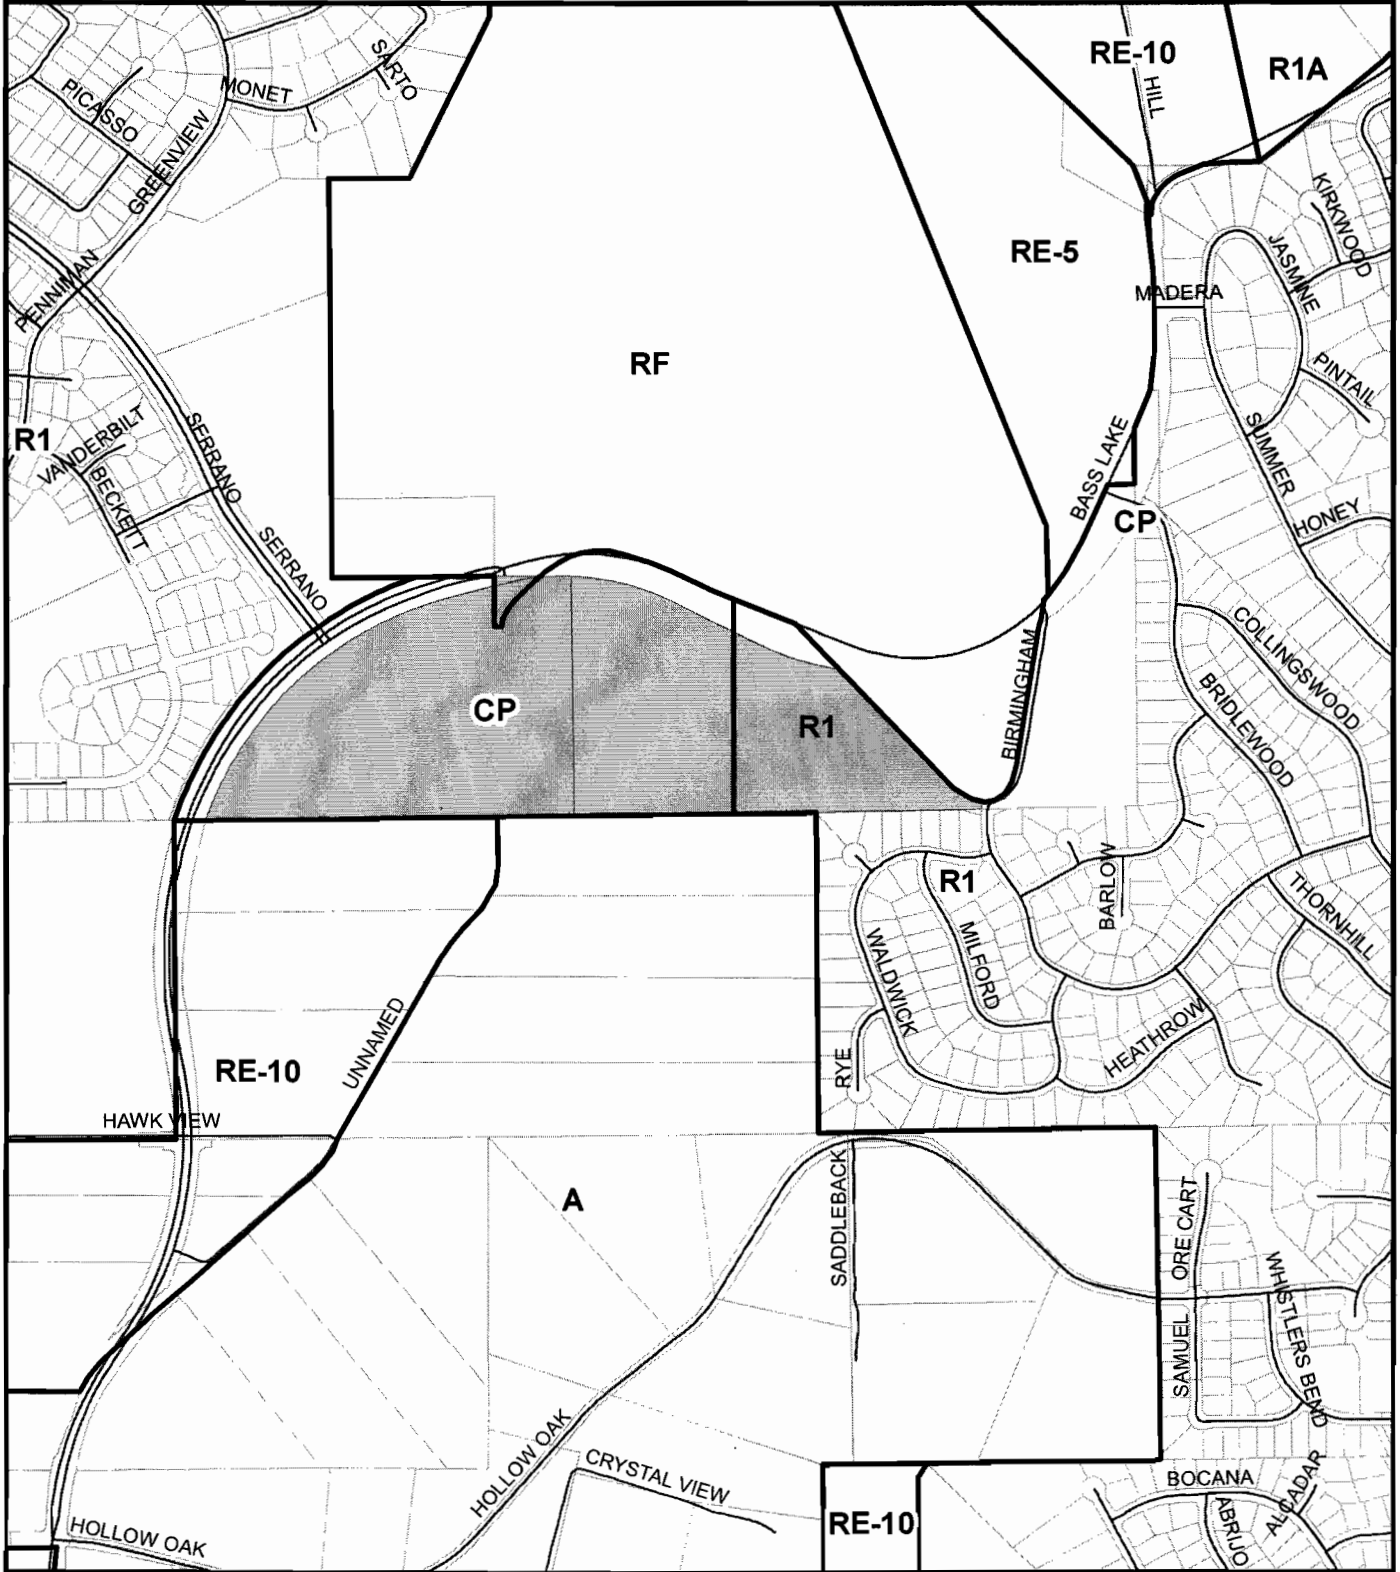 RE-10
R1A
HILL
SARTO
MONET
PICASSO
GREENVIEW
KIRKWOOD
JASMINE
RE-5
PENNIMAN
MADERA
RF
PINTAIL
R1
VANDERBILT
SERRANO
BECKETT
SUMMER
BASS LAKE
CP
HONEY
SERRANO
COLLINGSWOOD
BIRMINGHAM
BRIDLEWOOD
CP
R1
R1
BARLOW
THORNHILL
MILFORD
WALDWICK
HEATHROW
RYE
UNNAMED
RE-10
HAWK VIEW
A
SADDLEBACK
ORE CART
SAMUEL
WHISTLERS BEND
HOLLOW OAK
CRYSTAL VIEW
BOCANA
ALCADAR
ABRIJO
RE-10
HOLLOW OAK